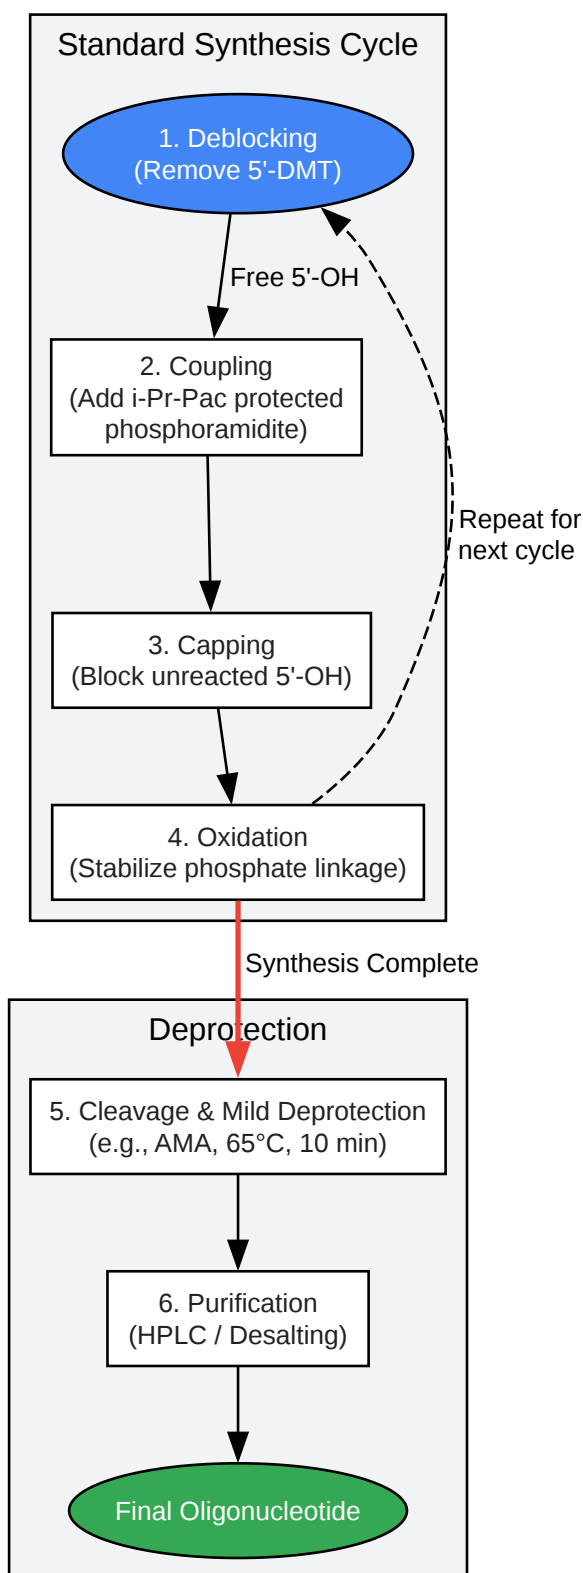 Standard Synthesis Cycle
1. Deblocking
(Remove 5'-DMT)
Free 5'-OH
2. Coupling
(Add i-Pr-Pac protected
phosphoramidite)
Repeat for
next cycle
3. Capping
(Block unreacted 5'-OH)
4. Oxidation
(Stabilize phosphate linkage)
Synthesis Complete
Deprotection
5. Cleavage & Mild Deprotection
(e.g., AMA, 65°C, 10 min)
6. Purification
(HPLC / Desalting)
Final Oligonucleotide